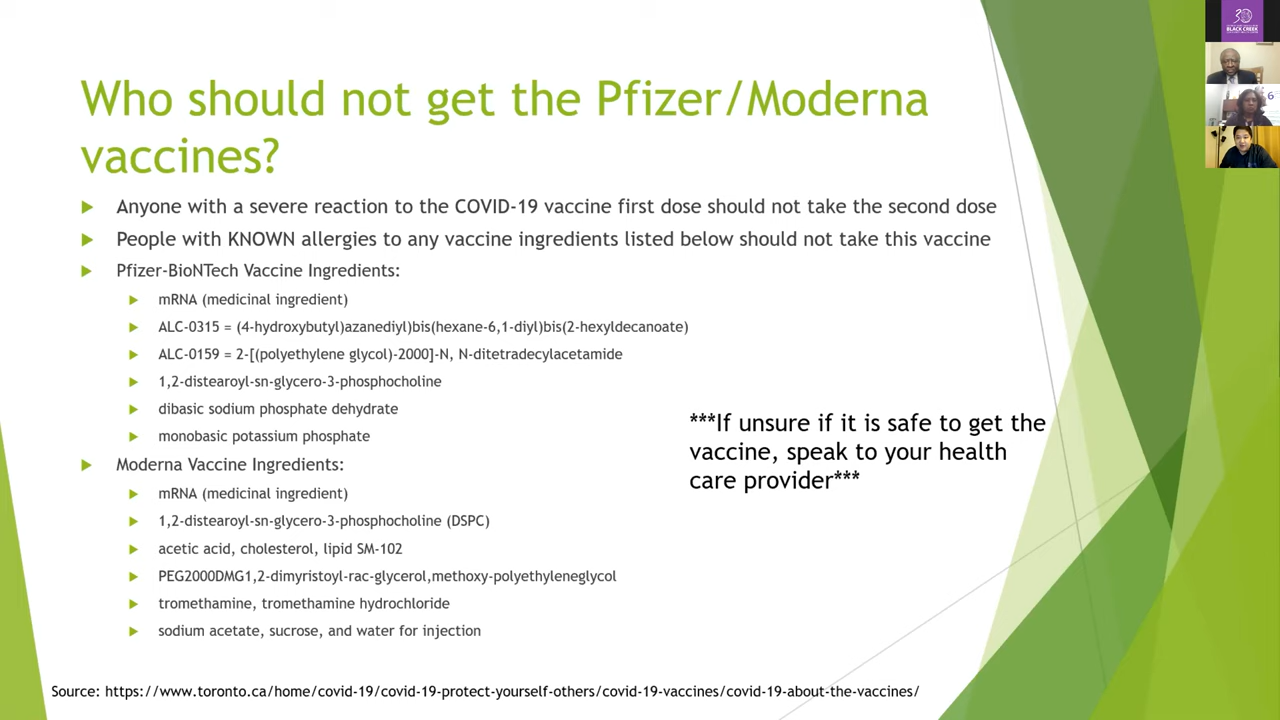 Who should not get the Pfizer/Moderna
vaccines?
Anyone with a severe reaction to the COVID-19 vaccine first dose should not take the second dose
People with KNOWN allergies to any vaccine ingredients listed below should not take this vaccine
Pfizer-BioNTech Vaccine Ingredients:
mRNA (medicinal ingredient)
ALC-0315 = (4-hydroxybutyl)azanediyl)bis(hexane-6,1-diyl)bis(2-hexyldecanoate)
ALC-0159 = 2-[(polyethylene glycol)-2000]-N, N-ditetradecylacetamide
1,2-distearoyl-sn-glycero-3-phosphocholine
dibasic sodium phosphate dehydrate
monobasic potassium phosphate
Moderna Vaccine Ingredients:
mRNA (medicinal ingredient)
1,2-distearoyl-sn-glycero-3-phosphocholine (DSPC)
acetic acid, cholesterol, lipid SM-102
PEG2000DMG1,2-dimyristoyl-rac-glycerol,methoxy-polyethyleneglycol
tromethamine, tromethamine hydrochloride
sodium acetate, sucrose, and water for injection
***If unsure if it is safe to get the
vaccine, speak to your health
care provider***
Source: https://www.toronto.ca/home/covid-19/covid-19-protect-yourself-others/covid-19-vaccines/covid-19-about-the-vaccines/
30
BLACK CREEK
6